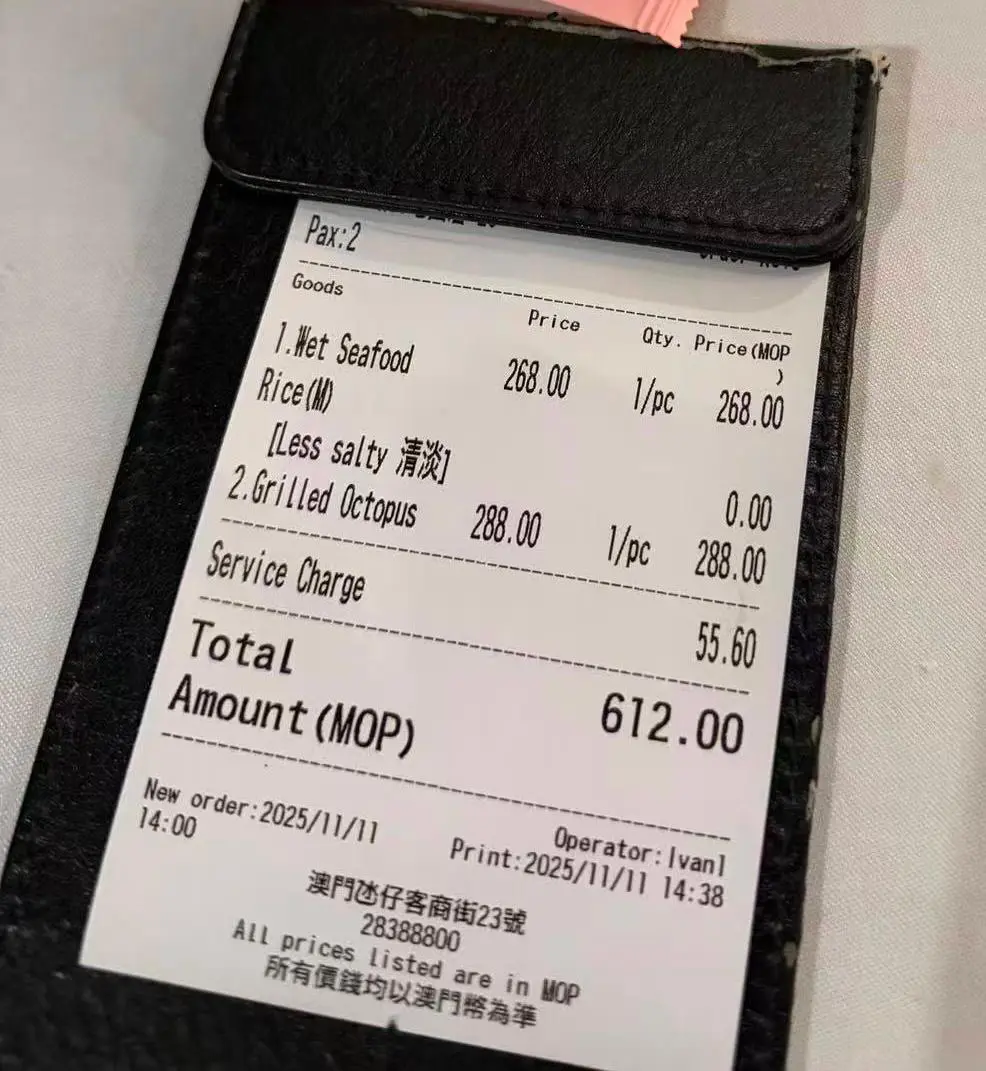 Pax:2
Goods Price Qty. Price(MOP
)
1.Wet Seafood 268.00 1/pc 268.00
Rice(M)
[Less salty 清淡] 0.00
2.Grilled Octopus 288.00 1/pc 288.00
Service Charge 55.60
Total
Amount(MOP) 612.00
Operator:Ivan1
New order:2025/11/11 Print:2025/11/11 14:38
14:00
澳門氹仔客商街23號
28388800
All prices listed are in MOP
所有價錢均以澳門幣為準